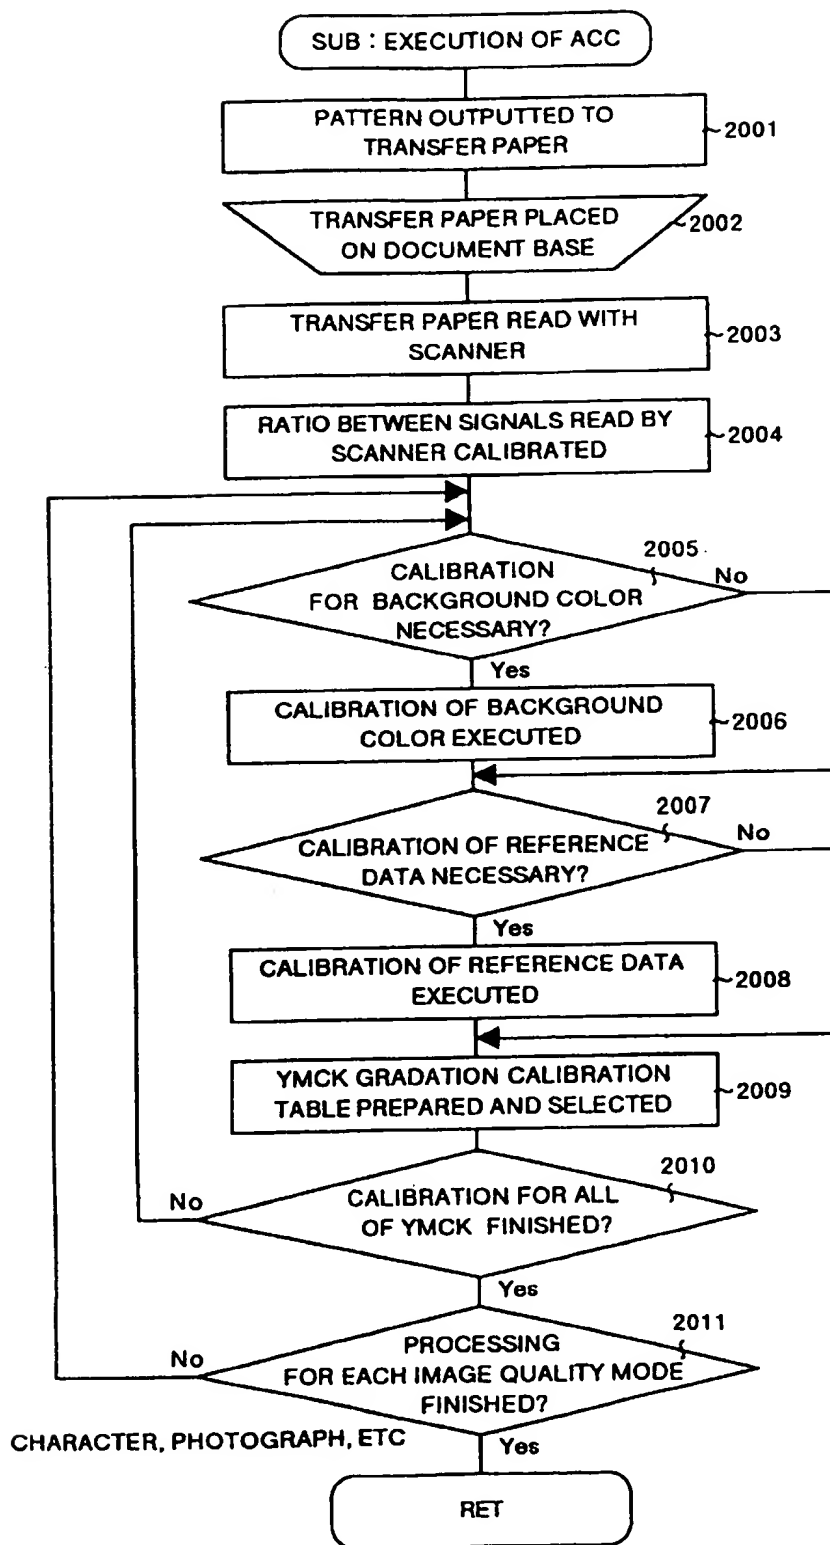 SUB : EXECUTION OF ACC
PATTERN OUTPUTTED TO
TRANSFER PAPER
2001
TRANSFER PAPER PLACED
ON DOCUMENT BASE
2002
TRANSFER PAPER READ WITH
SCANNER
2003
RATIO BETWEEN SIGNALS READ BY
SCANNER CALIBRATED
2004
2005
CALIBRATION
FOR BACKGROUND COLOR
NECESSARY?
No
Yes
CALIBRATION OF BACKGROUND
COLOR EXECUTED
2006
2007
CALIBRATION OF REFERENCE
DATA NECESSARY?
No
Yes
CALIBRATION OF REFERENCE DATA
EXECUTED
2008
YMCK GRADATION CALIBRATION
TABLE PREPARED AND SELECTED
2009
2010
No
CALIBRATION FOR ALL
OF YMCK FINISHED?
Yes
2011
No
PROCESSING
FOR EACH IMAGE QUALITY MODE
FINISHED?
CHARACTER, PHOTOGRAPH, ETC
Yes
RET